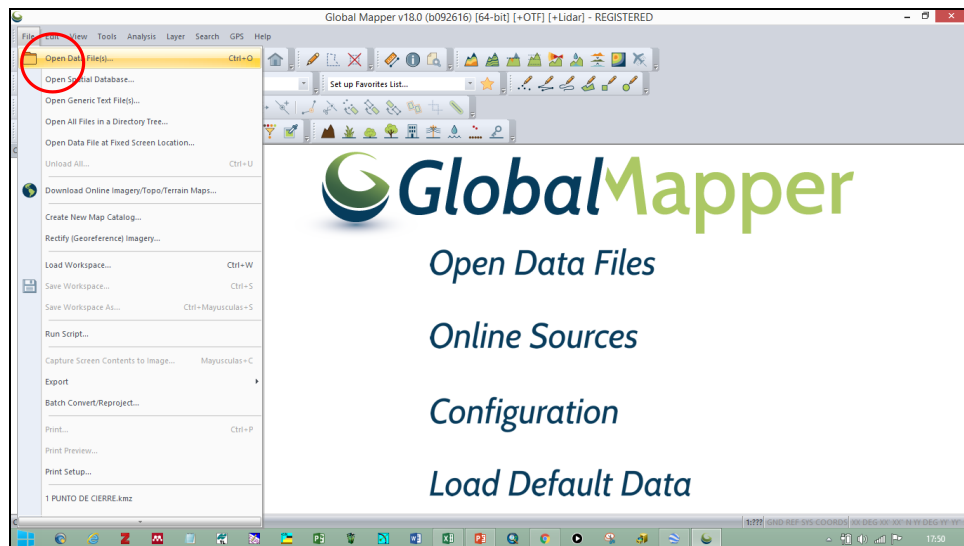 Global Mapper v18.0 (b092616) [64-bit] [+OTF] [+Lidar] - REGISTERED
File Edit View Tools Analysis Layer Search GPS Help
Open Data File(s)... Ctrl+O
Open Spatial Database...
Set up Favorites List...
Open Generic Text File(s)...
Open All Files in a Directory Tree...
Open Data File at Fixed Screen Location...
Unload All... Ctrl+U
Download Online Imagery/Topo/Terrain Maps...
GlobalMapper
Create New Map Catalog...
Rectify (Georeference) Imagery...
Load Workspace... Ctrl+W
Open Data Files
Save Workspace... Ctrl+S
Save Workspace As... Ctrl+Mayusculas+S
Run Script...
Online Sources
Capture Screen Contents to Image... Mayusculas+C
Export
Batch Convert/Reproject...
Configuration
Print... Ctrl+P
Print Preview...
Print Setup...
Load Default Data
1 PUNTO DE CIERRE.kmz
1:??? GND REF SYS COORDS
17:50